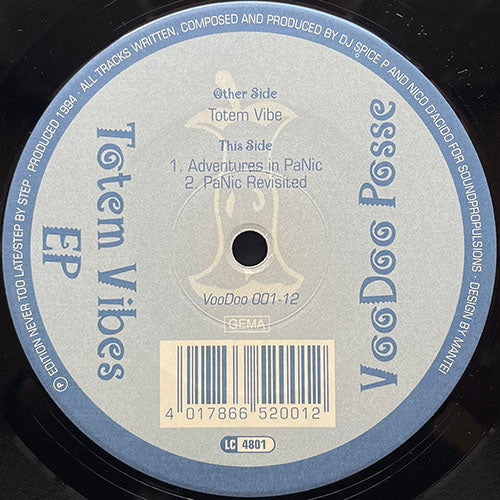 Other Side
Totem Vibe
This Side
1. Adventures in PaNic
2. PaNic Revisited
VooDoo 001-12
GEMA
4 017866 520012
LC 4801
Totem Vibes
EP
VooDoo Posse
Ⓟ EDITION NEVER TOO LATE/STEP BY STEP · PRODUCED 1994 · ALL TRACKS WRITTEN, COMPOSED AND PRODUCED BY DJ SPICE P AND NICO D'ACIDO FOR SOUNDPROPULSIONS · DESIGN BY MANTEI